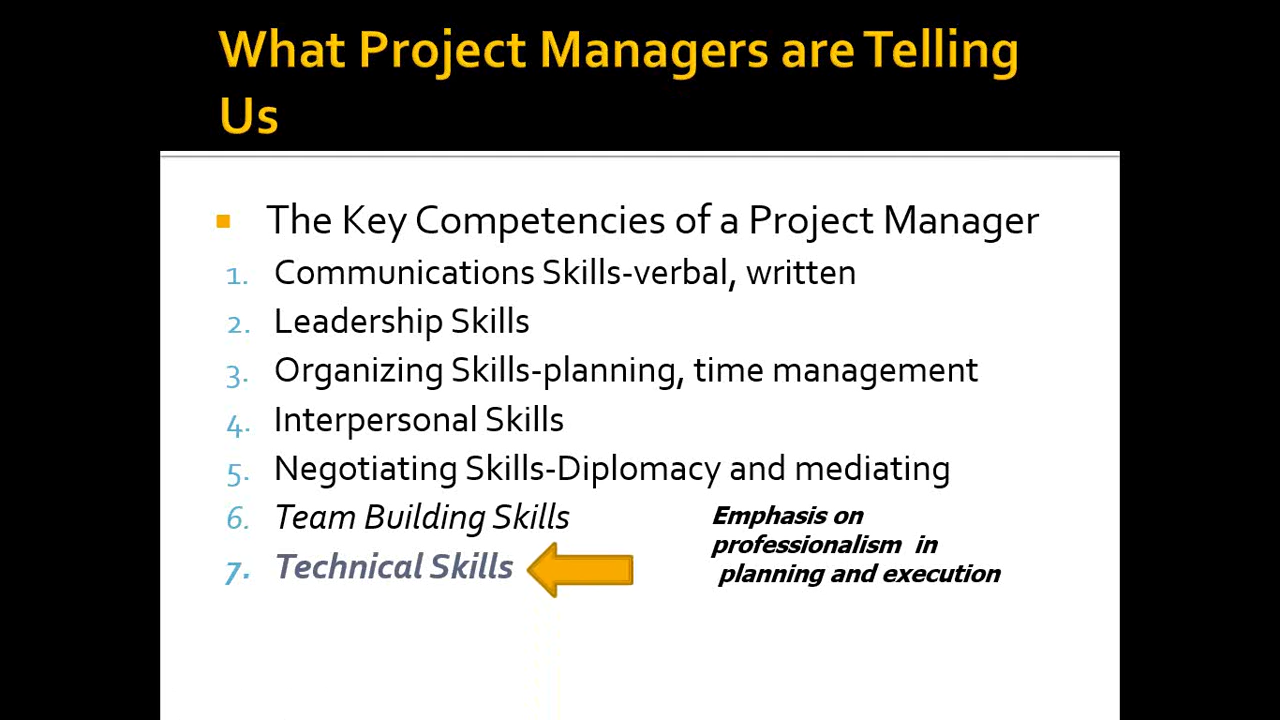 What Project Managers are Telling
Us
The Key Competencies of a Project Manager
1. Communications Skills-verbal, written
2. Leadership Skills
3. Organizing Skills-planning, time management
4. Interpersonal Skills
5. Negotiating Skills-Diplomacy and mediating
6. Team Building Skills
7. Technical Skills
Emphasis on
professionalism in
planning and execution